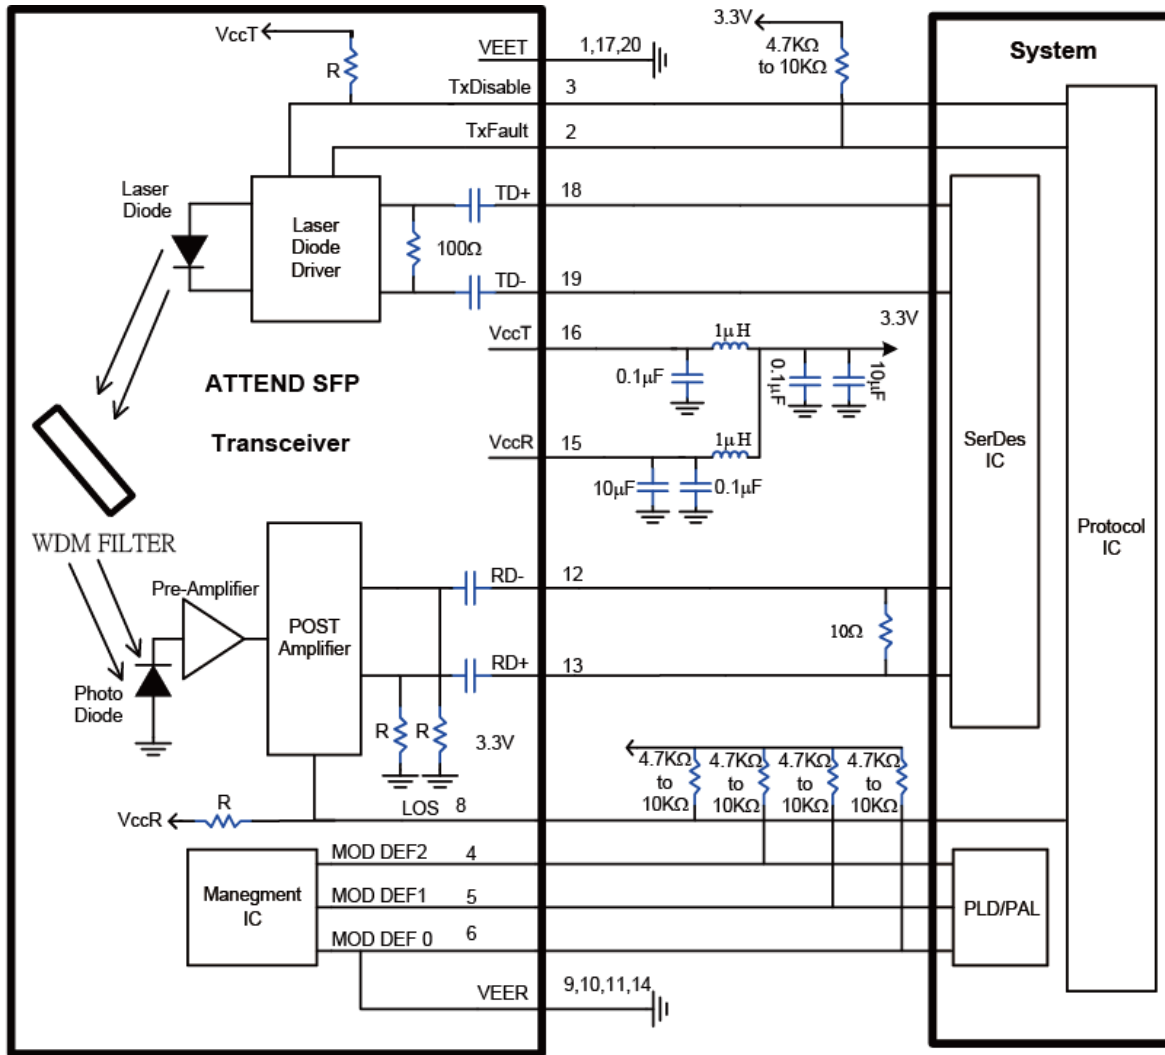 VccT
R
VEET
1,17,20
3.3V
4.7KΩ
to 10KΩ
System
TxDisable
3
TxFault
2
Laser
Diode
Laser
Diode
Driver
TD+
18
100Ω
TD-
19
VccT
16
1μH
3.3V
0.1μF
0.1μF
10μF
ATTEND SFP
Transceiver
VccR
15
1μH
10μF
0.1μF
SerDes
IC
Protocol
IC
WDM FILTER
Pre-Amplifier
POST
Amplifier
RD-
12
10Ω
RD+
13
Photo
Diode
R
R
3.3V
4.7KΩ
to
10KΩ
4.7KΩ
to
10KΩ
4.7KΩ
to
10KΩ
4.7KΩ
to
10KΩ
VccR
R
LOS
8
Manegment
IC
MOD DEF2
4
MOD DEF1
5
MOD DEF 0
6
PLD/PAL
VEER
9,10,11,14